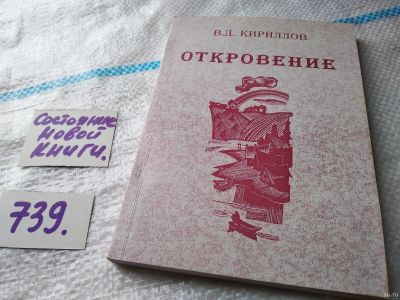 В.Д. КИРИЛЛОВ
ОТКРОВЕНИЕ
Состояние
новой
книги.
739.